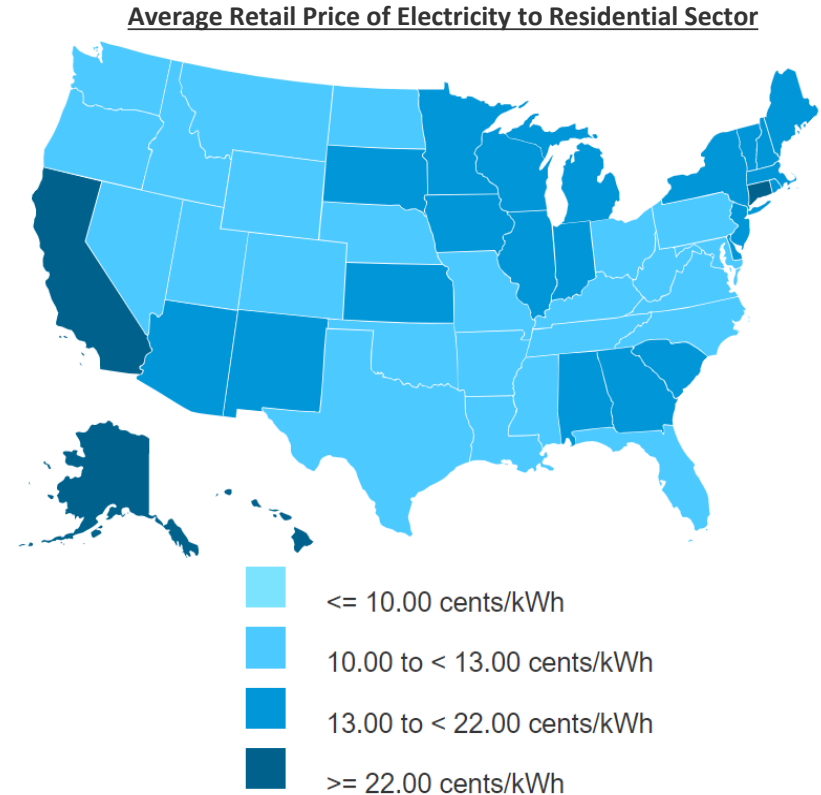 Average Retail Price of Electricity to Residential Sector
<= 10.00 cents/kWh
10.00 to < 13.00 cents/kWh
13.00 to < 22.00 cents/kWh
>= 22.00 cents/kWh